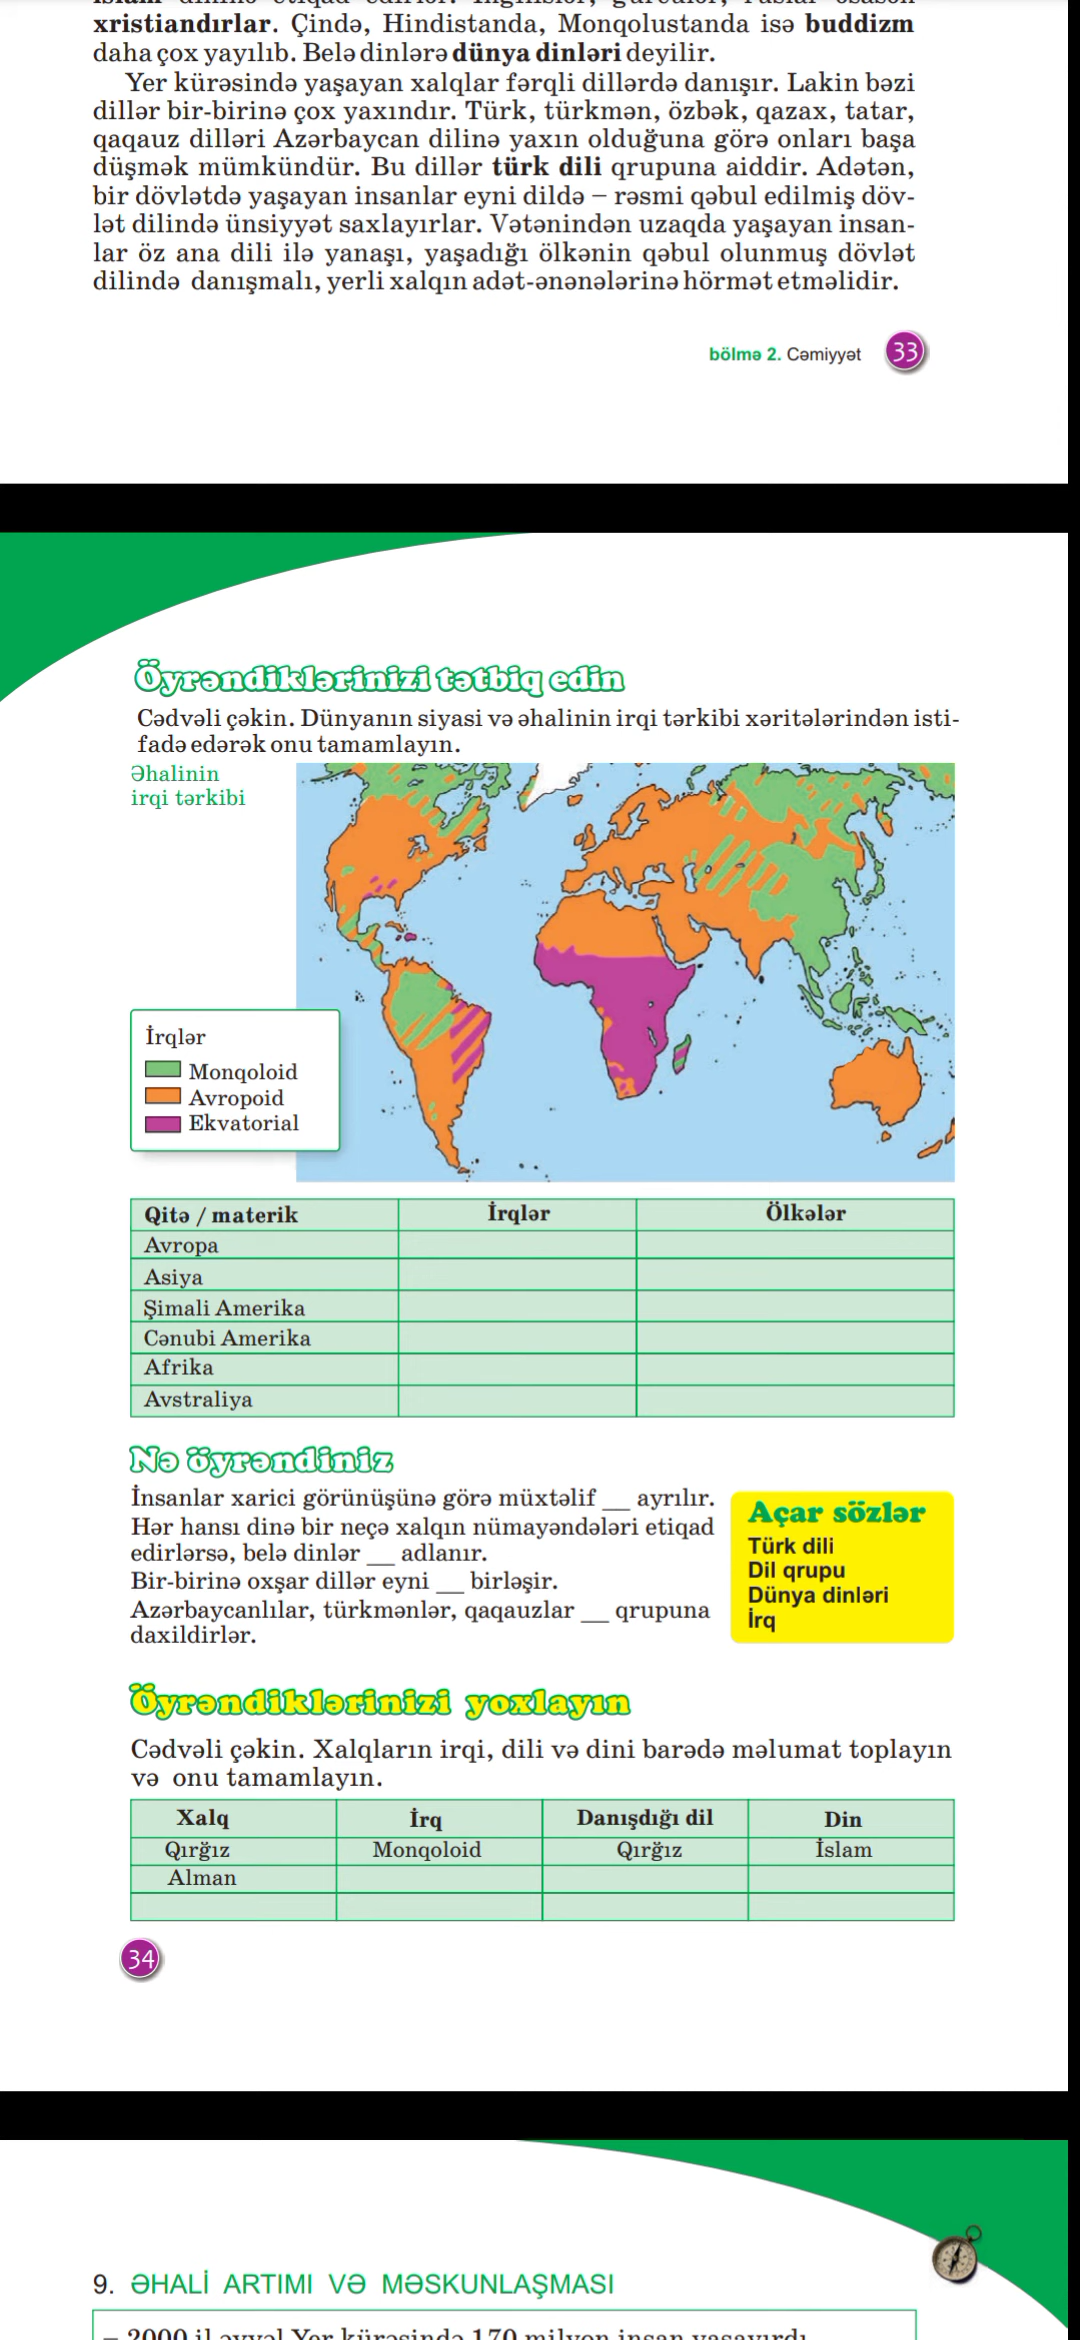 xristiandırlar. Çində, Hindistanda, Monqolustanda isə buddizm
daha çox yayılıb. Belə dinlərə dünya dinləri deyilir.
Yer kürəsində yaşayan xalqlar fərqli dillərdə danışır. Lakin bəzi
dillər bir-birinə çox yaxındır. Türk, türkmən, özbək, qazax, tatar,
qaqauz dilləri Azərbaycan dilinə yaxın olduğuna görə onları başa
düşmək mümkündür. Bu dillər türk dili qrupuna aiddir. Adətən,
bir dövlətdə yaşayan insanlar eyni dildə – rəsmi qəbul edilmiş döv-
lət dilində ünsiyyət saxlayırlar. Vətənindən uzaqda yaşayan insan-
lar öz ana dili ilə yanaşı, yaşadığı ölkənin qəbul olunmuş dövlət
dilində danışmalı, yerli xalqın adət-ənənələrinə hörmət etməlidir.
bölmə 2. Cəmiyyət 33
Öyrəndiklərinizi tətbiq edin
Cədvəli çəkin. Dünyanın siyasi və əhalinin irqi tərkibi xəritələrindən isti-
fadə edərək onu tamamlayın.
Əhalinin
irqi tərkibi
İrqlər
Monqoloid
Avropoid
Ekvatorial
Qitə / materik İrqlər Ölkələr
Avropa
Asiya
Şimali Amerika
Cənubi Amerika
Afrika
Avstraliya
Nə öyrəndiniz
İnsanlar xarici görünüşünə görə müxtəlif __ ayrılır.
Hər hansı dinə bir neçə xalqın nümayəndələri etiqad
edirlərsə, belə dinlər __ adlanır.
Bir-birinə oxşar dillər eyni __ birləşir.
Azərbaycanlılar, türkmənlər, qaqauzlar __ qrupuna
daxildirlər.
Açar sözlər
Türk dili
Dil qrupu
Dünya dinləri
İrq
Öyrəndiklərinizi yoxlayın
Cədvəli çəkin. Xalqların irqi, dili və dini barədə məlumat toplayın
və onu tamamlayın.
Xalq İrq Danışdığı dil Din
Qırğız Monqoloid Qırğız İslam
Alman
34
9. ƏHALİ ARTIMI VƏ MƏSKUNLAŞMASI
– 2000 il əvvəl Yer kürəsində 170 milyon insan yaşayırdı